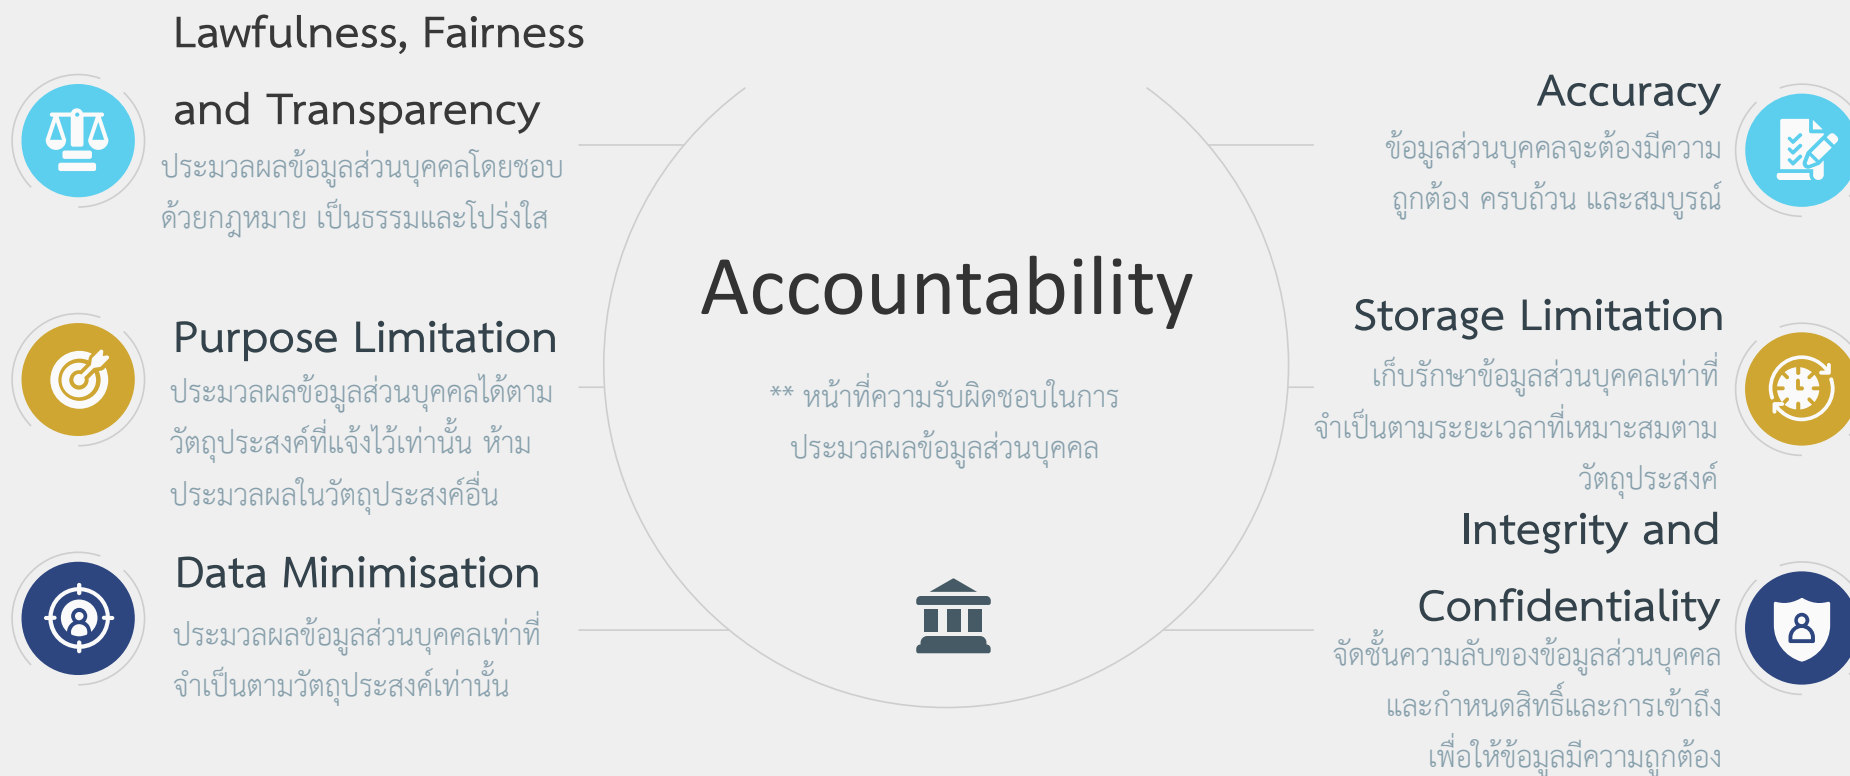 Lawfulness, Fairness
and Transparency
ประมวลผลข้อมูลส่วนบุคคลโดยชอบ
ด้วยกฎหมาย เป็นธรรมและโปร่งใส
Purpose Limitation
ประมวลผลข้อมูลส่วนบุคคลได้ตาม
วัตถุประสงค์ที่แจ้งไว้เท่านั้น ห้าม
ประมวลผลในวัตถุประสงค์อื่น
Data Minimisation
ประมวลผลข้อมูลส่วนบุคคลเท่าที่
จำเป็นตามวัตถุประสงค์เท่านั้น
Accountability
** หน้าที่ความรับผิดชอบในการ
ประมวลผลข้อมูลส่วนบุคคล
Accuracy
ข้อมูลส่วนบุคคลจะต้องมีความ
ถูกต้อง ครบถ้วน และสมบูรณ์
Storage Limitation
เก็บรักษาข้อมูลส่วนบุคคลเท่าที่
จำเป็นตามระยะเวลาที่เหมาะสมตาม
วัตถุประสงค์
Integrity and
Confidentiality
จัดชั้นความลับของข้อมูลส่วนบุคคล
และกำหนดสิทธิ์และการเข้าถึง
เพื่อให้ข้อมูลมีความถูกต้อง